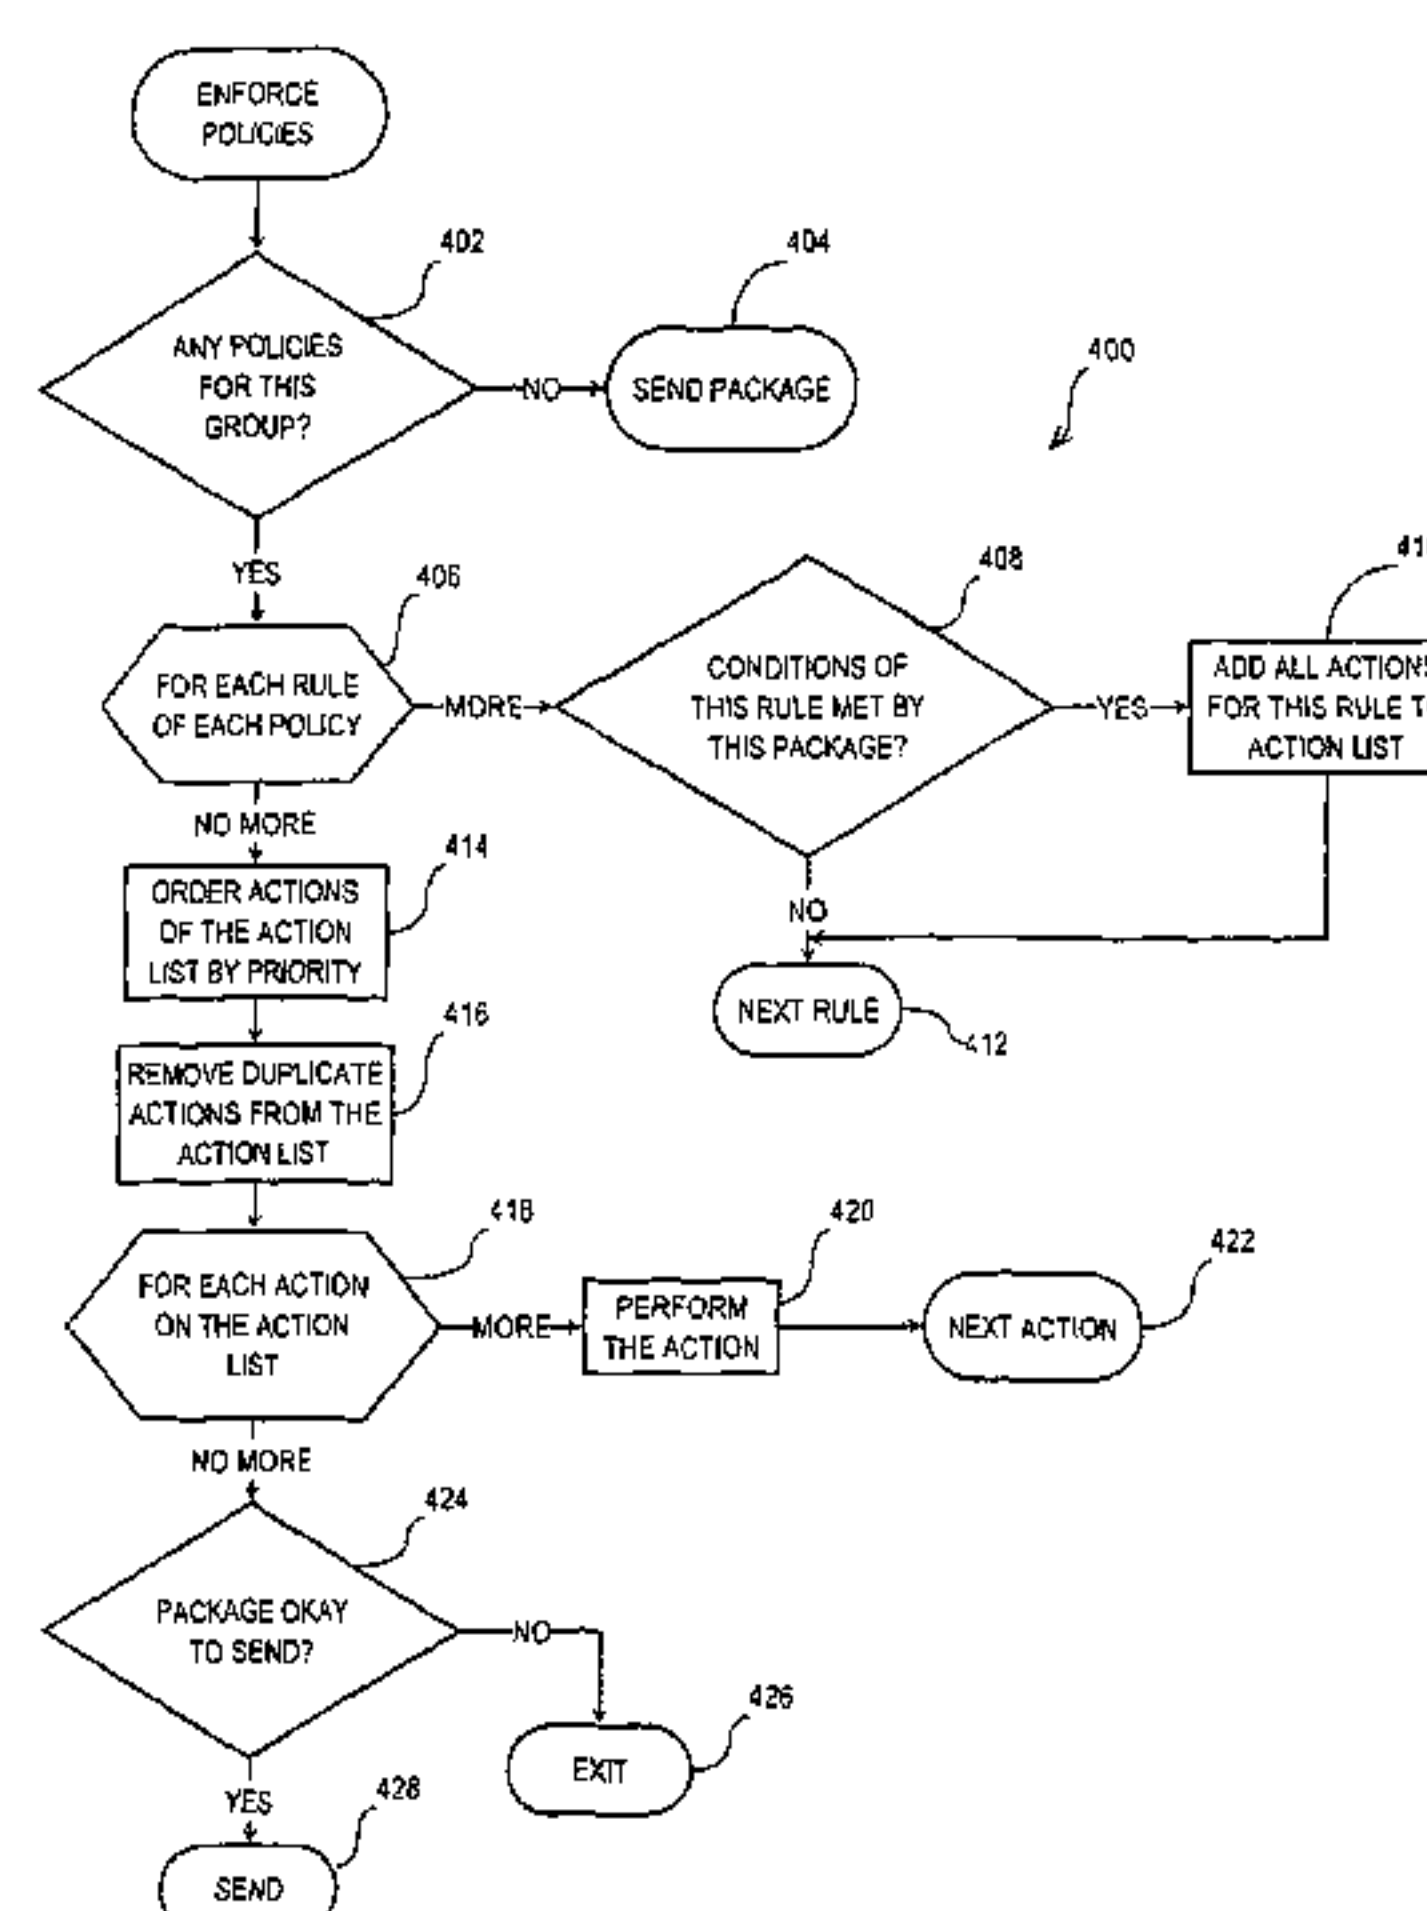 ENFORCE
POLICIES
402
404
ANY POLICIES
FOR THIS
GROUP?
NO
SEND PACKAGE
400
YES
406
408
FOR EACH RULE
OF EACH POLICY
MORE
CONDITIONS OF
THIS RULE MET BY
THIS PACKAGE?
YES
ADD ALL
FOR THIS RULE
ACTION LIST
NO MORE
414
ORDER ACTIONS
OF THE ACTION
LIST BY PRIORITY
NO
NEXT RULE
412
416
REMOVE DUPLICATE
ACTIONS FROM THE
ACTION LIST
418
420
422
FOR EACH ACTION
ON THE ACTION
LIST
MORE
PERFORM
THE ACTION
NEXT ACTION
NO MORE
424
PACKAGE OKAY
TO SEND?
NO
426
EXIT
YES
428
SEND